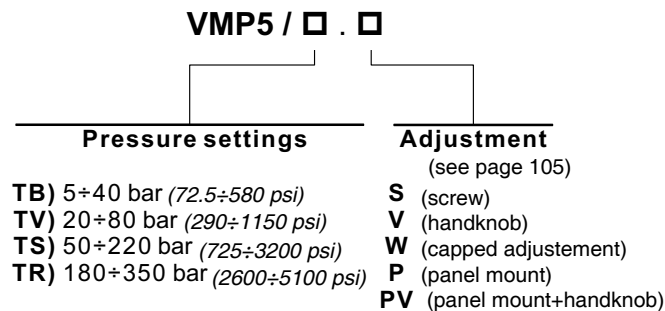 VMP5 / □ . □
Pressure settings
TB) 5÷40 bar (72.5÷580 psi)
TV) 20÷80 bar (290÷1150 psi)
TS) 50÷220 bar (725÷3200 psi)
TR) 180÷350 bar (2600÷5100 psi)
Adjustment
(see page 105)
S (screw)
V (handknob)
W (capped adjustement)
P (panel mount)
PV (panel mount+handknob)